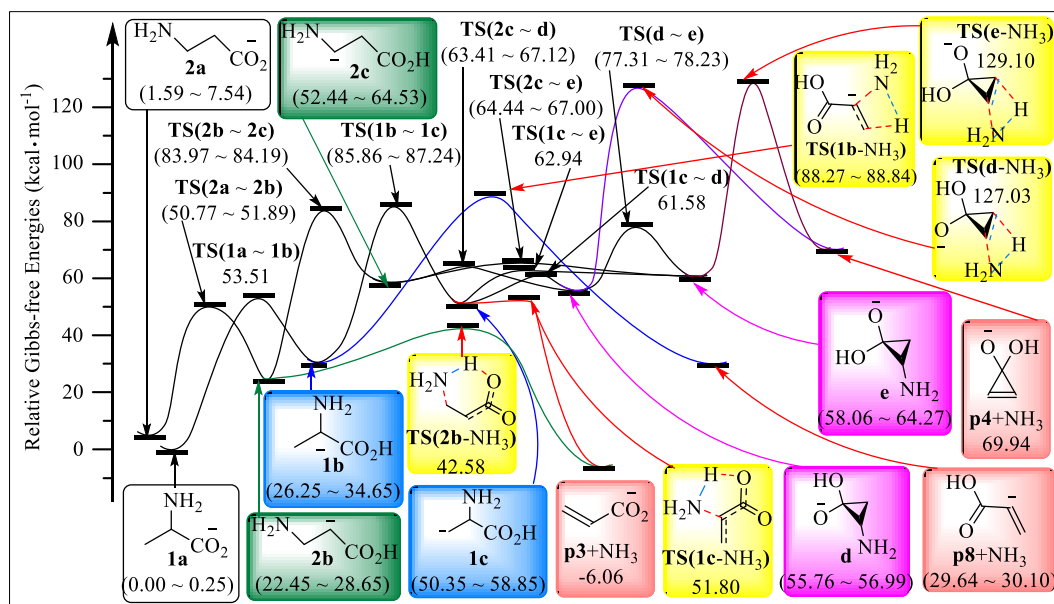 Relative Gibbs-free Energies (kcal·mol⁻¹)
120
100
80
60
40
20
0
H₂N
CO₂
−
2a
(1.59 ~ 7.54)
H₂N
CO₂H
−
2c
(52.44 ~ 64.53)
TS(2c ~ d)
(63.41 ~ 67.12)
TS(d ~ e)
(77.31 ~ 78.23)
TS(2c ~ e)
(64.44 ~ 67.00)
TS(1c ~ e)
62.94
TS(1c ~ d)
61.58
TS(2b ~ 2c)
(83.97 ~ 84.19)
TS(1b ~ 1c)
(85.86 ~ 87.24)
TS(2a ~ 2b)
(50.77 ~ 51.89)
TS(1a ~ 1b)
53.51
H₂
N
HO
−
O
H
TS(1b-NH₃)
(88.27 ~ 88.84)
TS(e-NH₃)
−
O
129.10
HO
H
H₂N
TS(d-NH₃)
HO
127.03
O
−
H
H₂N
NH₂
CO₂
−
1a
(0.00 ~ 0.25)
NH₂
−
CO₂H
1b
(26.25 ~ 34.65)
H₂N
−
CO₂H
2b
(22.45 ~ 28.65)
H
H₂N
O
O
TS(2b-NH₃)
42.58
NH₂
−
CO₂H
1c
(50.35 ~ 58.85)
CO₂
−
p3+NH₃
-6.06
H
O
H₂N
O
TS(1c-NH₃)
51.80
HO
O
−
NH₂
d
(55.76 ~ 56.99)
−
O
HO
NH₂
e
(58.06 ~ 64.27)
−
O
OH
p4+NH₃
69.94
HO
−
O
p8+NH₃
(29.64 ~ 30.10)